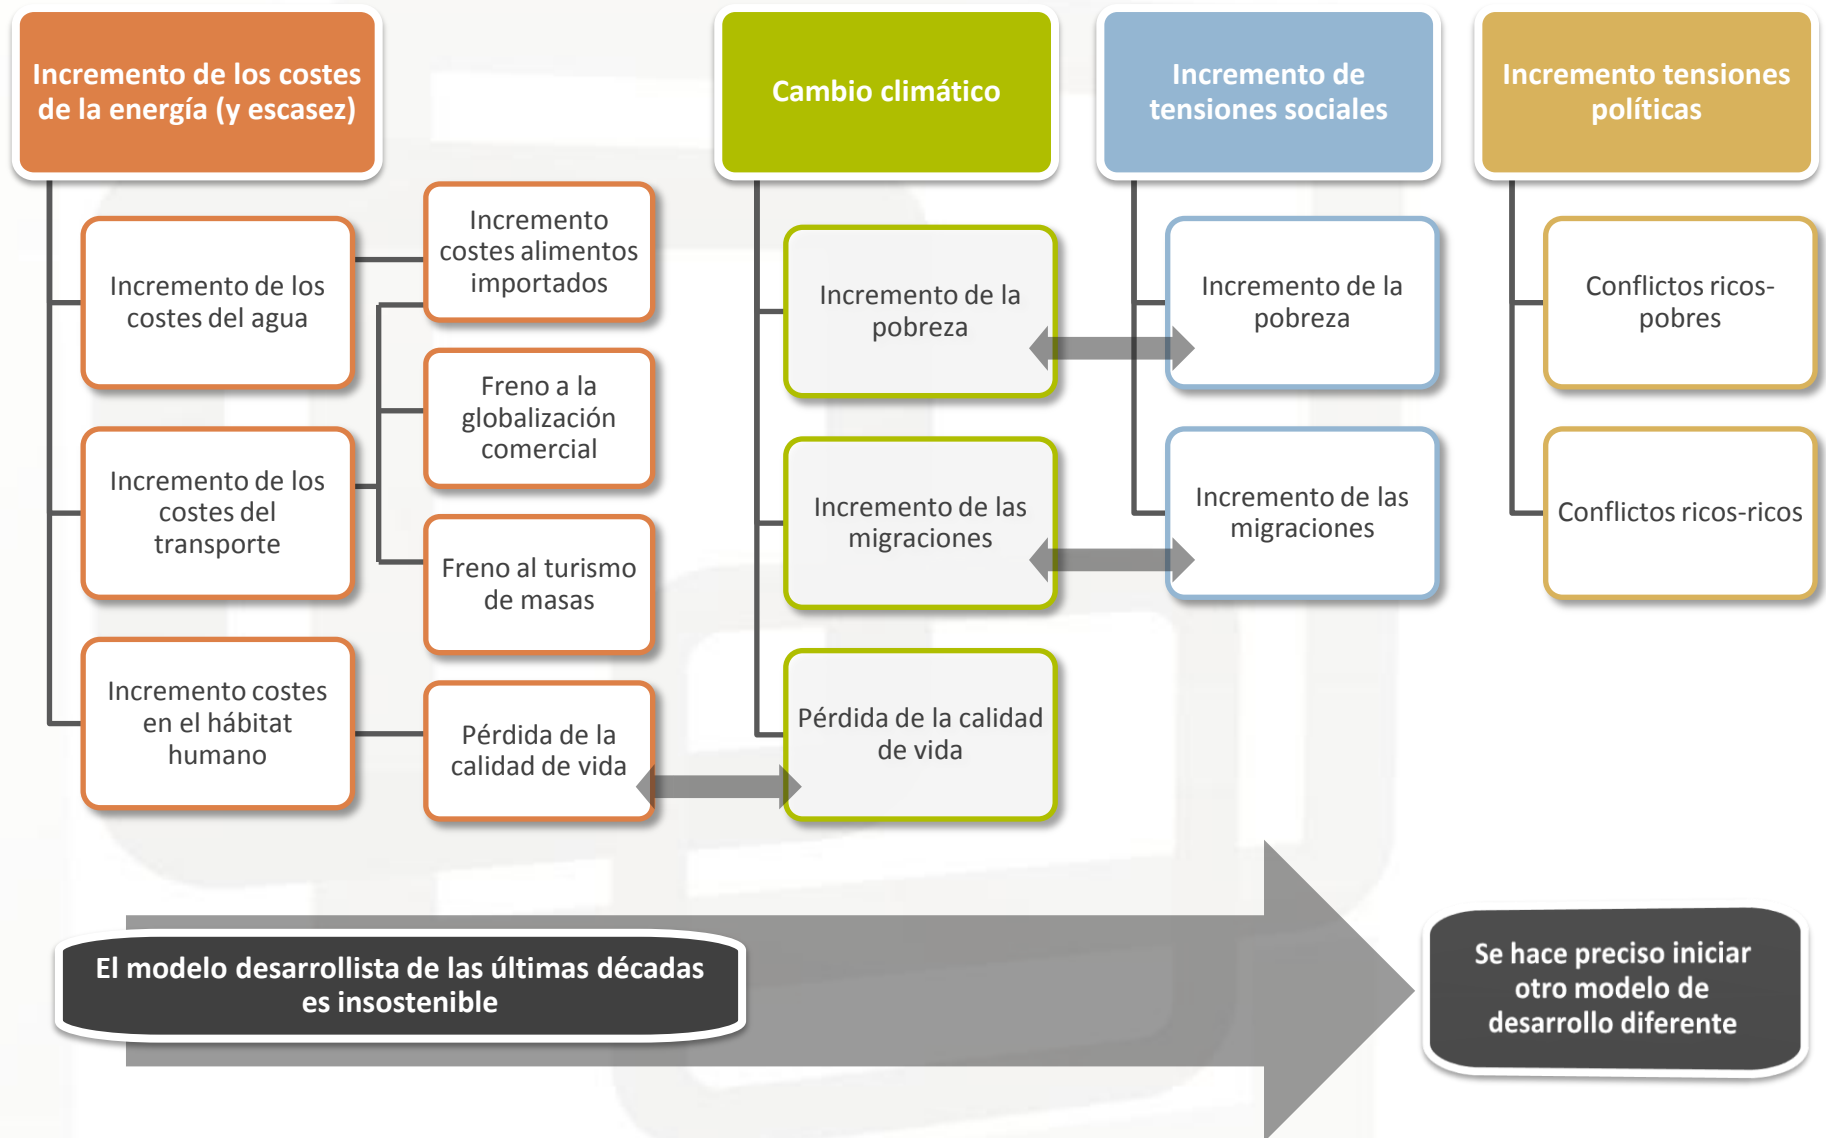 Incremento de los costes
de la energía (y escasez)
Incremento de los
costes del agua
Incremento de los
costes del
transporte
Incremento costes
en el hábitat
humano
Incremento
costes alimentos
importados
Freno a la
globalización
comercial
Freno al turismo
de masas
Pérdida de la
calidad de vida
Cambio climático
Incremento de la
pobreza
Incremento de las
migraciones
Pérdida de la calidad
de vida
Incremento de
tensiones sociales
Incremento de la
pobreza
Incremento de las
migraciones
Incremento tensiones
políticas
Conflictos ricos-
pobres
Conflictos ricos-ricos
El modelo desarrollista de las últimas décadas
es insostenible
Se hace preciso iniciar
otro modelo de
desarrollo diferente